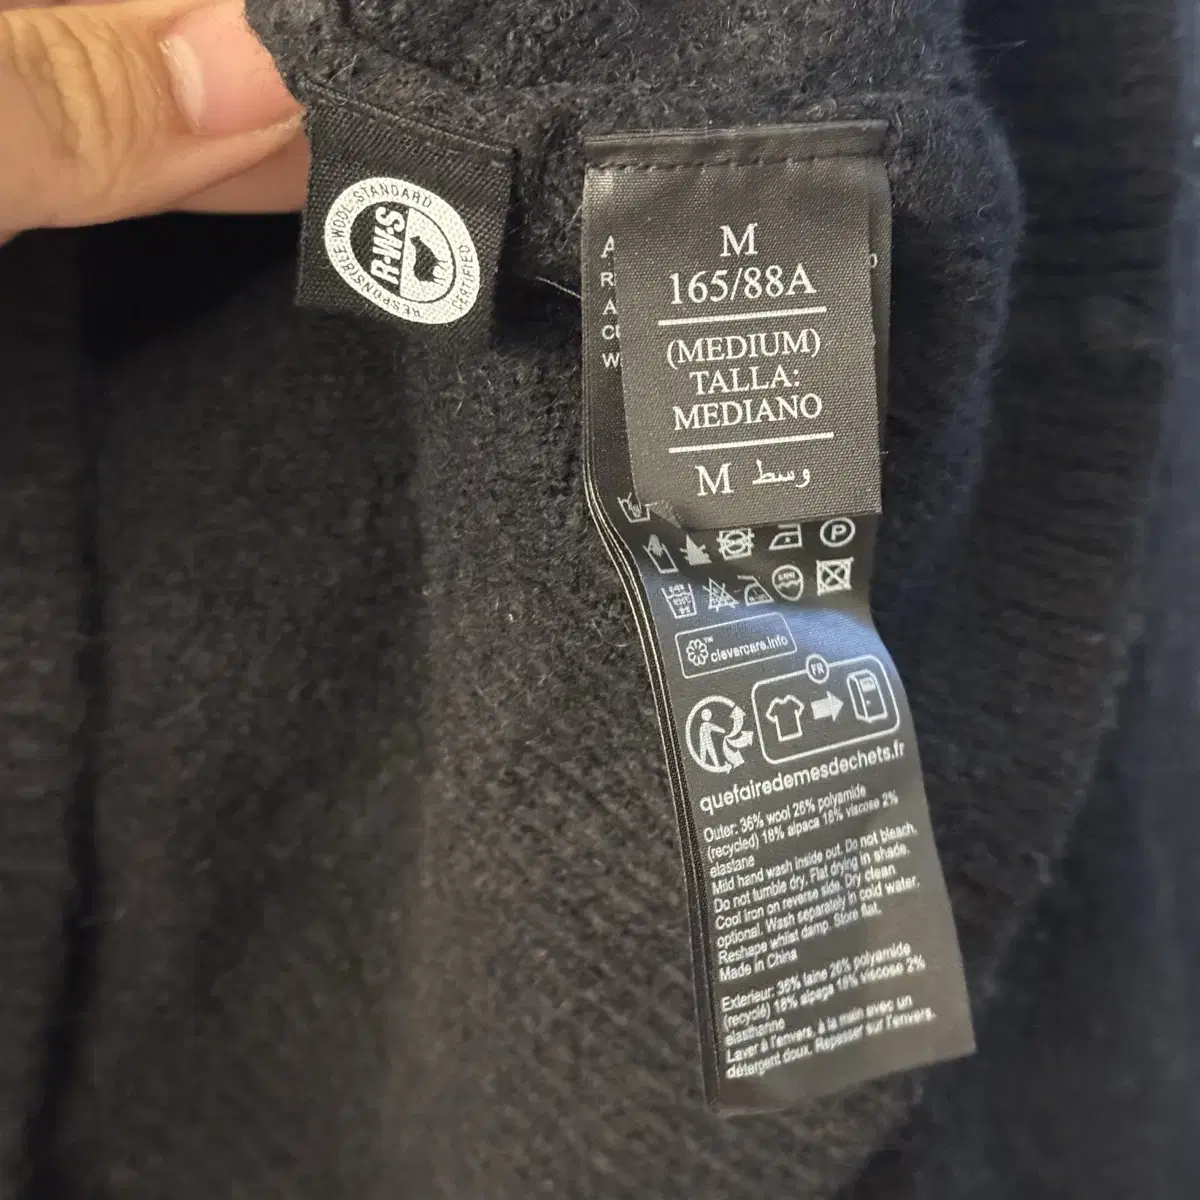 RESPONSIBLE WOOL STANDARD
R·W·S
CERTIFIED
M
165/88A
(MEDIUM)
TALLA:
MEDIANO
M وسط
A
R
A
W
P
clevercare.info
FR
quefairedemesdechets.fr
Outer: 36% wool 26% polyamide
(recycled) 18% alpaca 18% viscose 2%
elastane
Mild hand wash inside out. Do not bleach.
Do not tumble dry. Flat drying in shade.
Cool iron on reverse side. Dry clean
optional. Wash separately in cold water.
Reshape whilst damp. Store flat.
Made in China
Exterieur: 36% laine 26% polyamide
(recyclé) 18% alpaga 18% viscose 2%
elasthanne
Laver à l'envers, à la main avec un
détergent doux. Repasser sur l'envers.